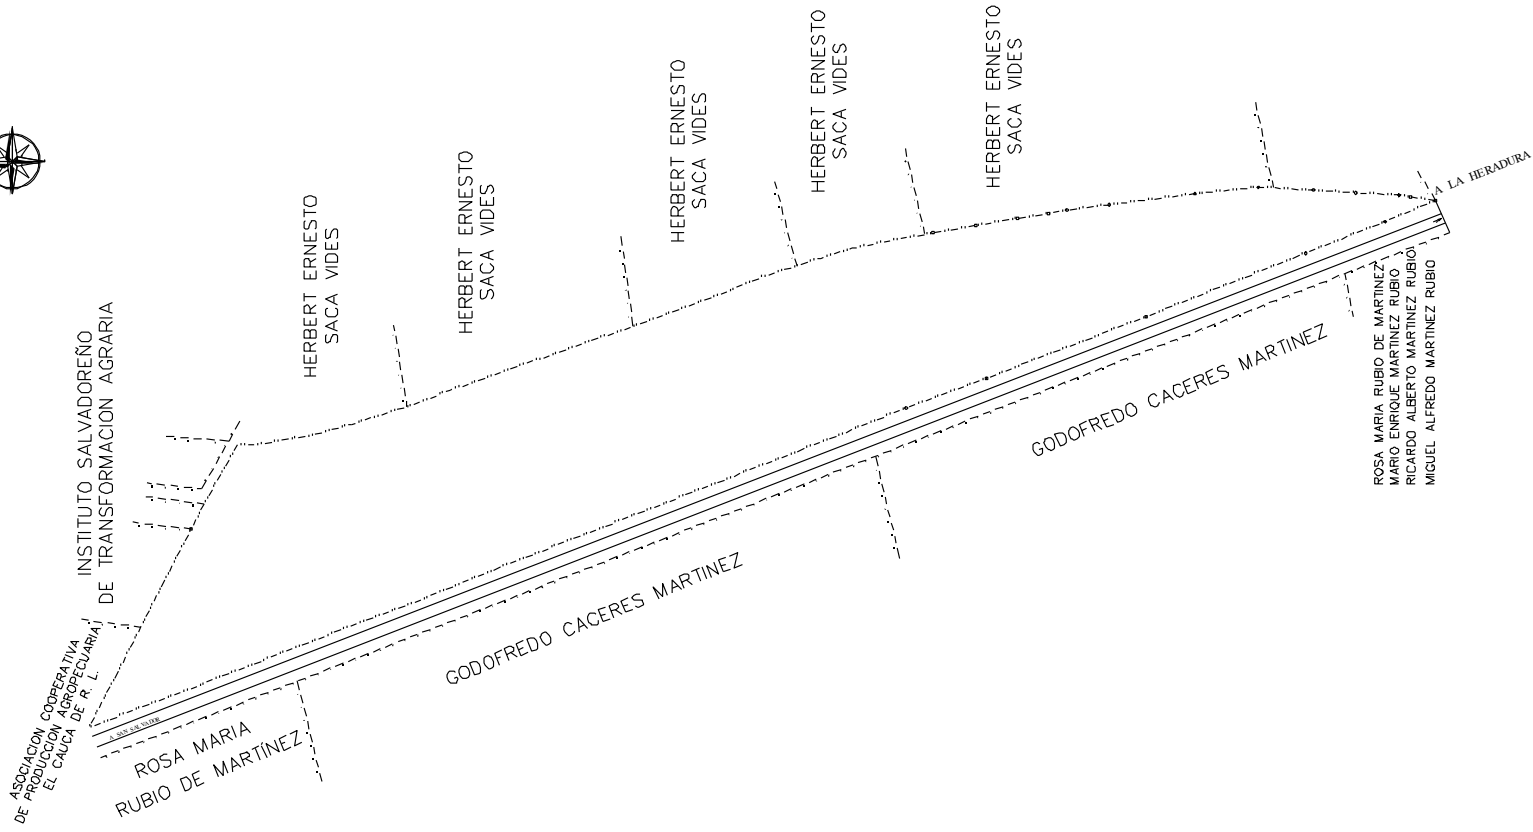 HERBERT ERNESTO
SACA VIDES
HERBERT ERNESTO
SACA VIDES
HERBERT ERNESTO
SACA VIDES
HERBERT ERNESTO
SACA VIDES
HERBERT ERNESTO
SACA VIDES
INSTITUTO SALVADOREÑO
DE TRANSFORMACION AGRARIA
ASOCIACION COOPERATIVA
DE PRODUCCION AGROPECUARIA
EL CAUCA DE R. L.
A SAN SALVADOR
A LA HERADURA
ROSA MARIA
RUBIO DE MARTÍNEZ
GODOFREDO CACERES MARTINEZ
GODOFREDO CACERES MARTINEZ
ROSA MARIA RUBIO DE MARTINEZ
MARIO ENRIQUE MARTINEZ RUBIO
RICARDO ALBERTO MARTINEZ RUBIO
MIGUEL ALFREDO MARTINEZ RUBIO